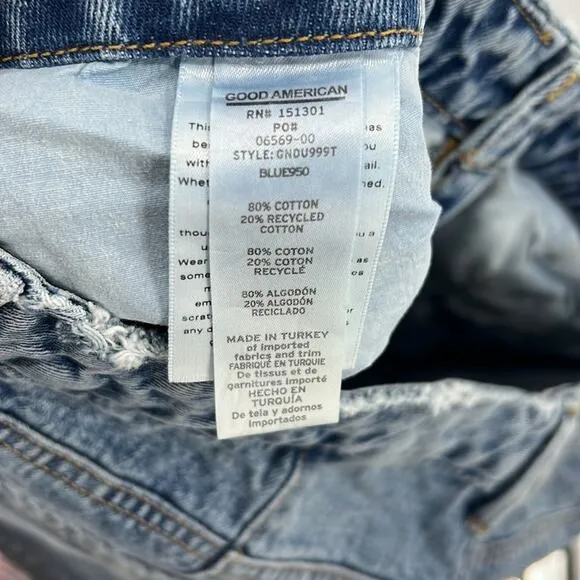 GOOD AMERICAN
RN# 151301
PO#
06569-00
STYLE: GNDU999T
BLUE950
80% COTTON
20% RECYCLED
COTTON
80% COTON
20% COTON
RECYCLÉ
80% ALGODÓN
20% ALGODÓN
RECICLADO
MADE IN TURKEY
of imported
fabrics and trim
FABRIQUÉ EN TURQUIE
De tissus et de
garnitures importé
HECHO EN
TURQUÍA
De tela y adornos
importados